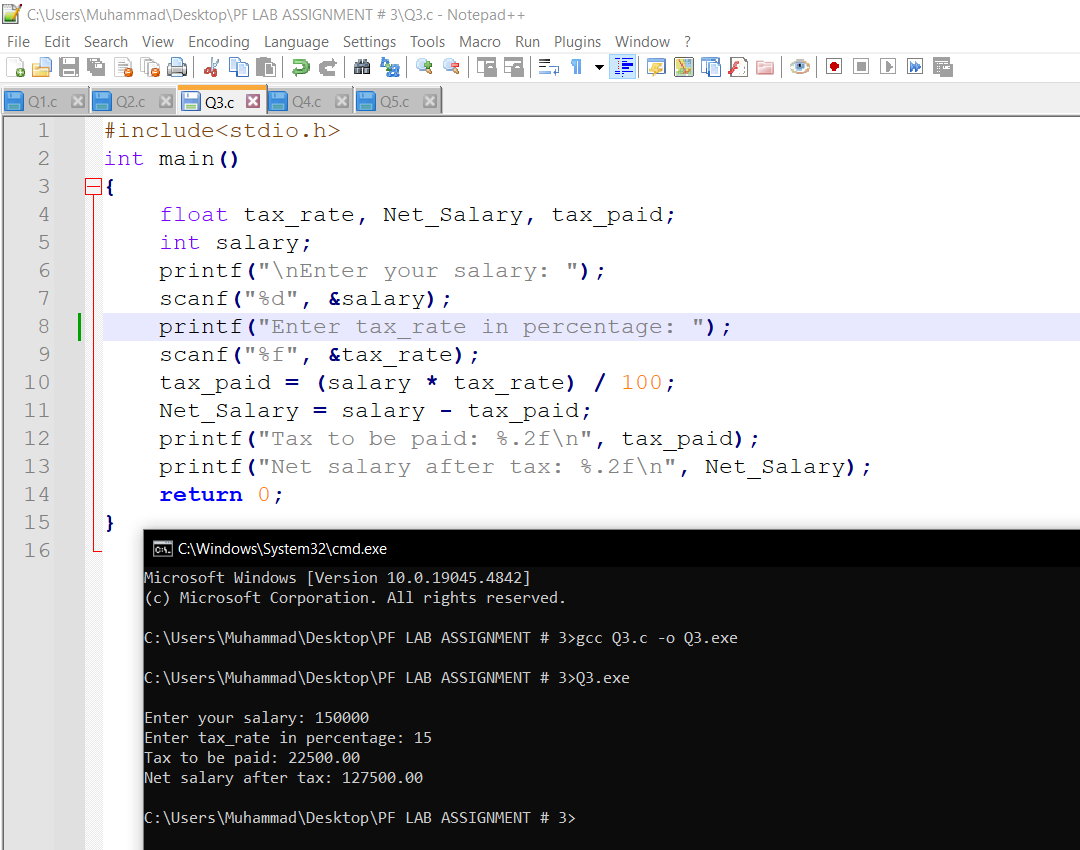 C:\Users\Muhammad\Desktop\PF LAB ASSIGNMENT # 3\Q3.c - Notepad++
File Edit Search View Encoding Language Settings Tools Macro Run Plugins Window ?
Q1.c Q2.c Q3.c Q4.c Q5.c
1 #include<stdio.h>
2 int main()
3 {
4 float tax_rate, Net_Salary, tax_paid;
5 int salary;
6 printf("\nEnter your salary: ");
7 scanf("%d", &salary);
8 printf("Enter tax_rate in percentage: ");
9 scanf("%f", &tax_rate);
10 tax_paid = (salary * tax_rate) / 100;
11 Net_Salary = salary - tax_paid;
12 printf("Tax to be paid: %.2f\n", tax_paid);
13 printf("Net salary after tax: %.2f\n", Net_Salary);
14 return 0;
15 }
16
C:\Windows\System32\cmd.exe
Microsoft Windows [Version 10.0.19045.4842]
(c) Microsoft Corporation. All rights reserved.
C:\Users\Muhammad\Desktop\PF LAB ASSIGNMENT # 3>gcc Q3.c -o Q3.exe
C:\Users\Muhammad\Desktop\PF LAB ASSIGNMENT # 3>Q3.exe
Enter your salary: 150000
Enter tax_rate in percentage: 15
Tax to be paid: 22500.00
Net salary after tax: 127500.00
C:\Users\Muhammad\Desktop\PF LAB ASSIGNMENT # 3>